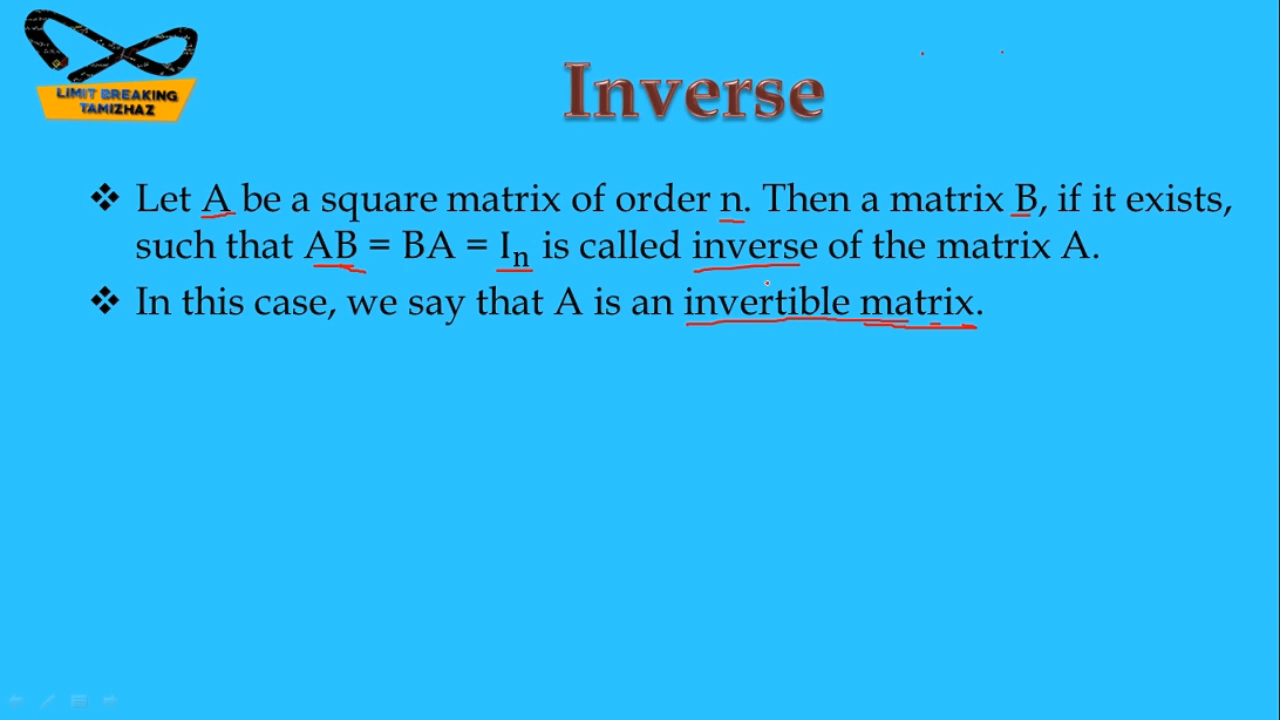 LIMIT BREAKING
TAMIZHAZ
Inverse
❖ Let A be a square matrix of order n. Then a matrix B, if it exists,
such that AB = BA = Iₙ is called inverse of the matrix A.
❖ In this case, we say that A is an invertible matrix.